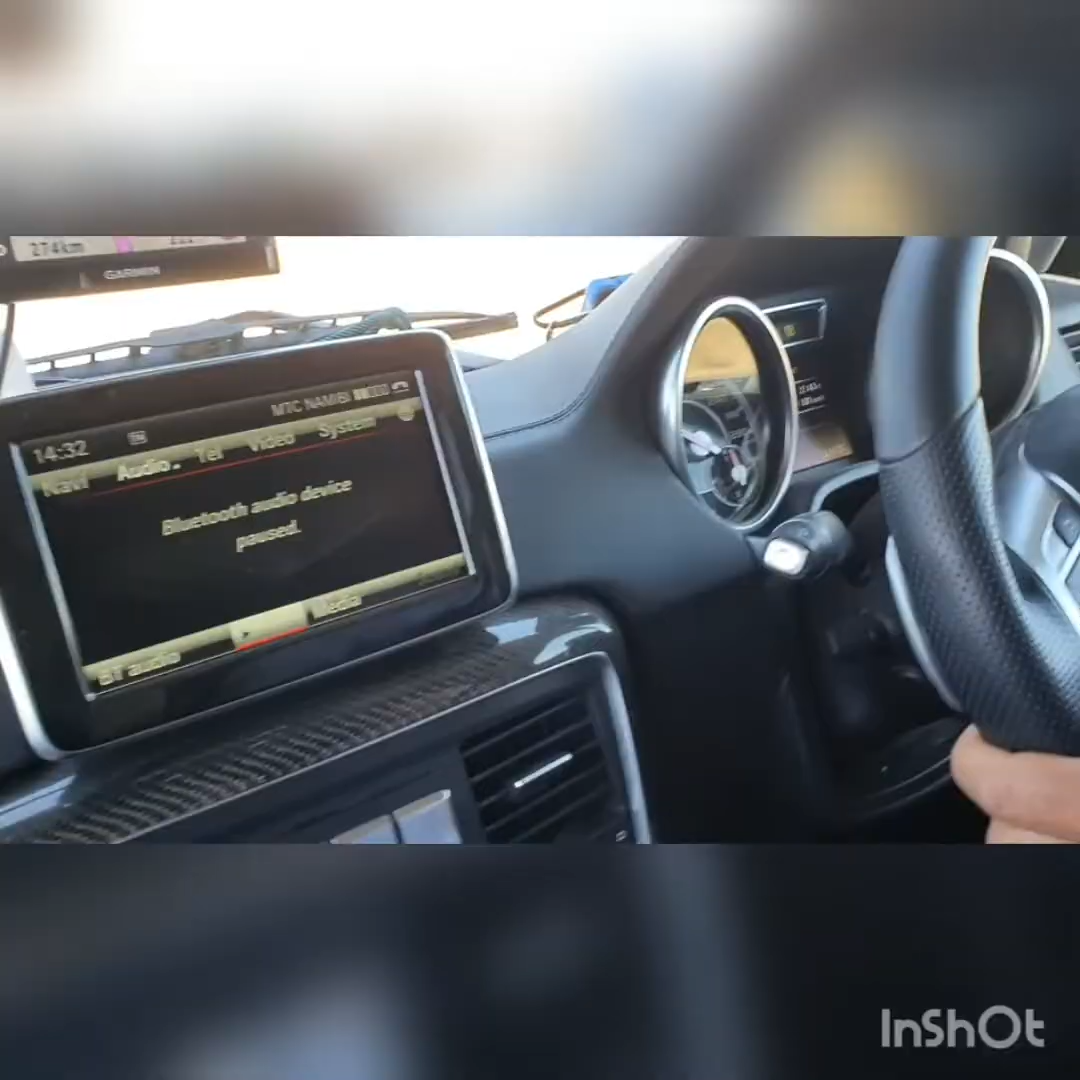 274km
GARMIN
MTC NAMIBI
14:32
Navi Audio Tel Video System
Bluetooth audio device
paused.
BT audio Media
InShOt